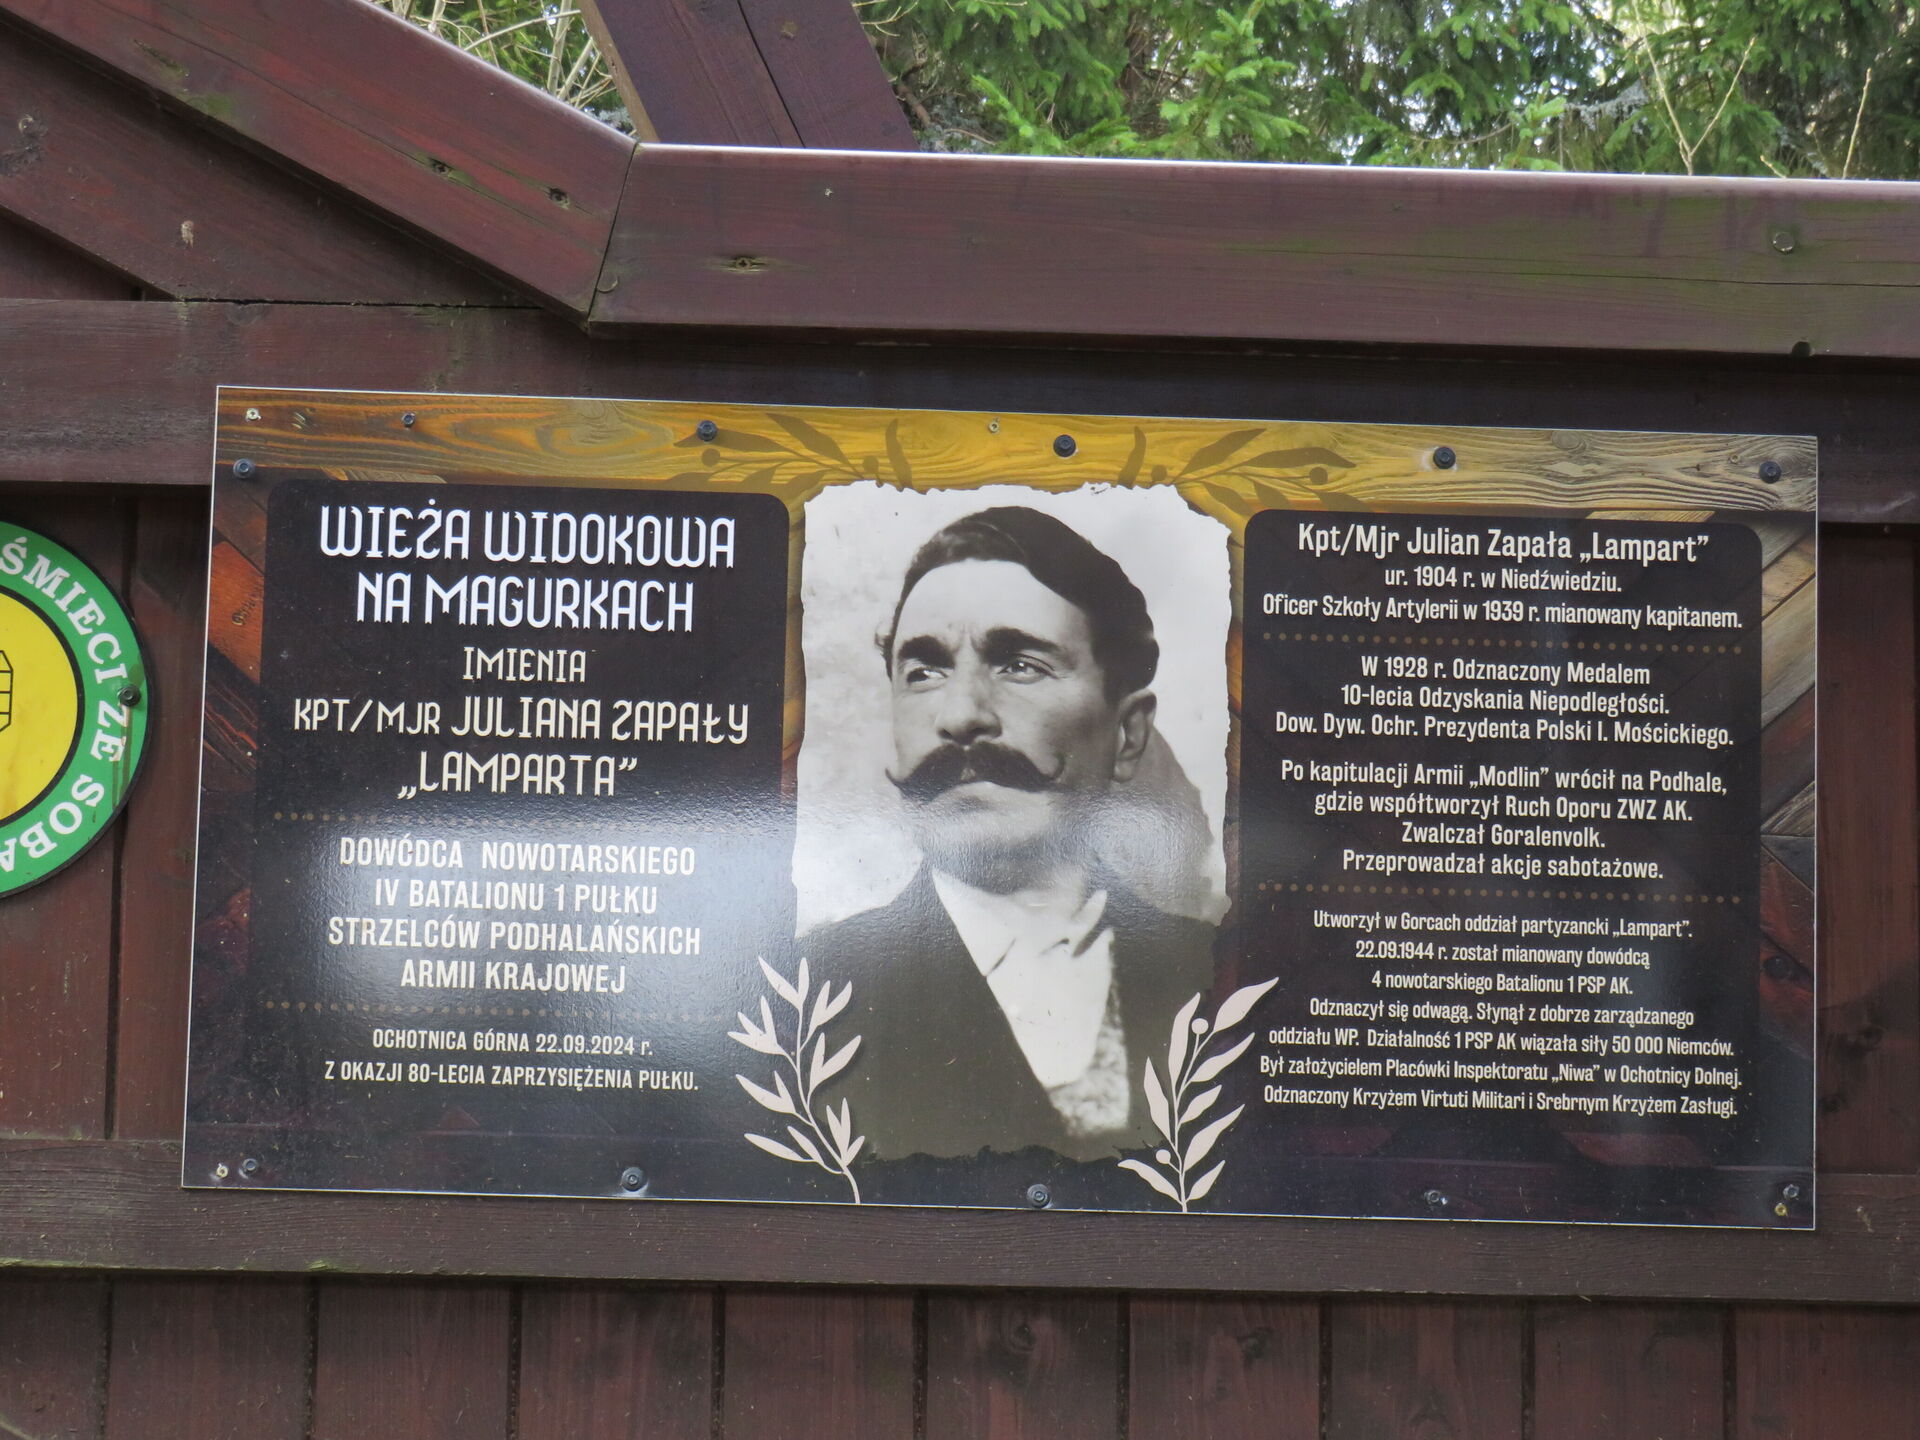 ŚMIECI ZE SOBĄ
WIEŻA WIDOKOWA
NA MAGURKACH
IMIENIA
KPT/MJR JULIANA ZAPAŁY
„LAMPARTA”
DOWÓDCA NOWOTARSKIEGO
IV BATALIONU 1 PUŁKU
STRZELCÓW PODHALAŃSKICH
ARMII KRAJOWEJ
OCHOTNICA GÓRNA 22.09.2024 r.
Z OKAZJI 80-LECIA ZAPRZYSIĘŻENIA PUŁKU.
Kpt/Mjr Julian Zapała „Lampart”
ur. 1904 r. w Niedźwiedziu.
Oficer Szkoły Artylerii w 1939 r. mianowany kapitanem.
W 1928 r. Odznaczony Medalem
10-lecia Odzyskania Niepodległości.
Dow. Dyw. Ochr. Prezydenta Polski I. Mościckiego.
Po kapitulacji Armii „Modlin” wrócił na Podhale,
gdzie współtworzył Ruch Oporu ZWZ AK.
Zwalczał Goralenvolk.
Przeprowadzał akcje sabotażowe.
Utworzył w Gorcach oddział partyzancki „Lampart”.
22.09.1944 r. został mianowany dowódcą
4 nowotarskiego Batalionu 1 PSP AK.
Odznaczył się odwagą. Słynął z dobrze zarządzanego
oddziału WP. Działalność 1 PSP AK wiązała siły 50 000 Niemców.
Był założycielem Placówki Inspektoratu „Niwa” w Ochotnicy Dolnej.
Odznaczony Krzyżem Virtuti Militari i Srebrnym Krzyżem Zasługi.